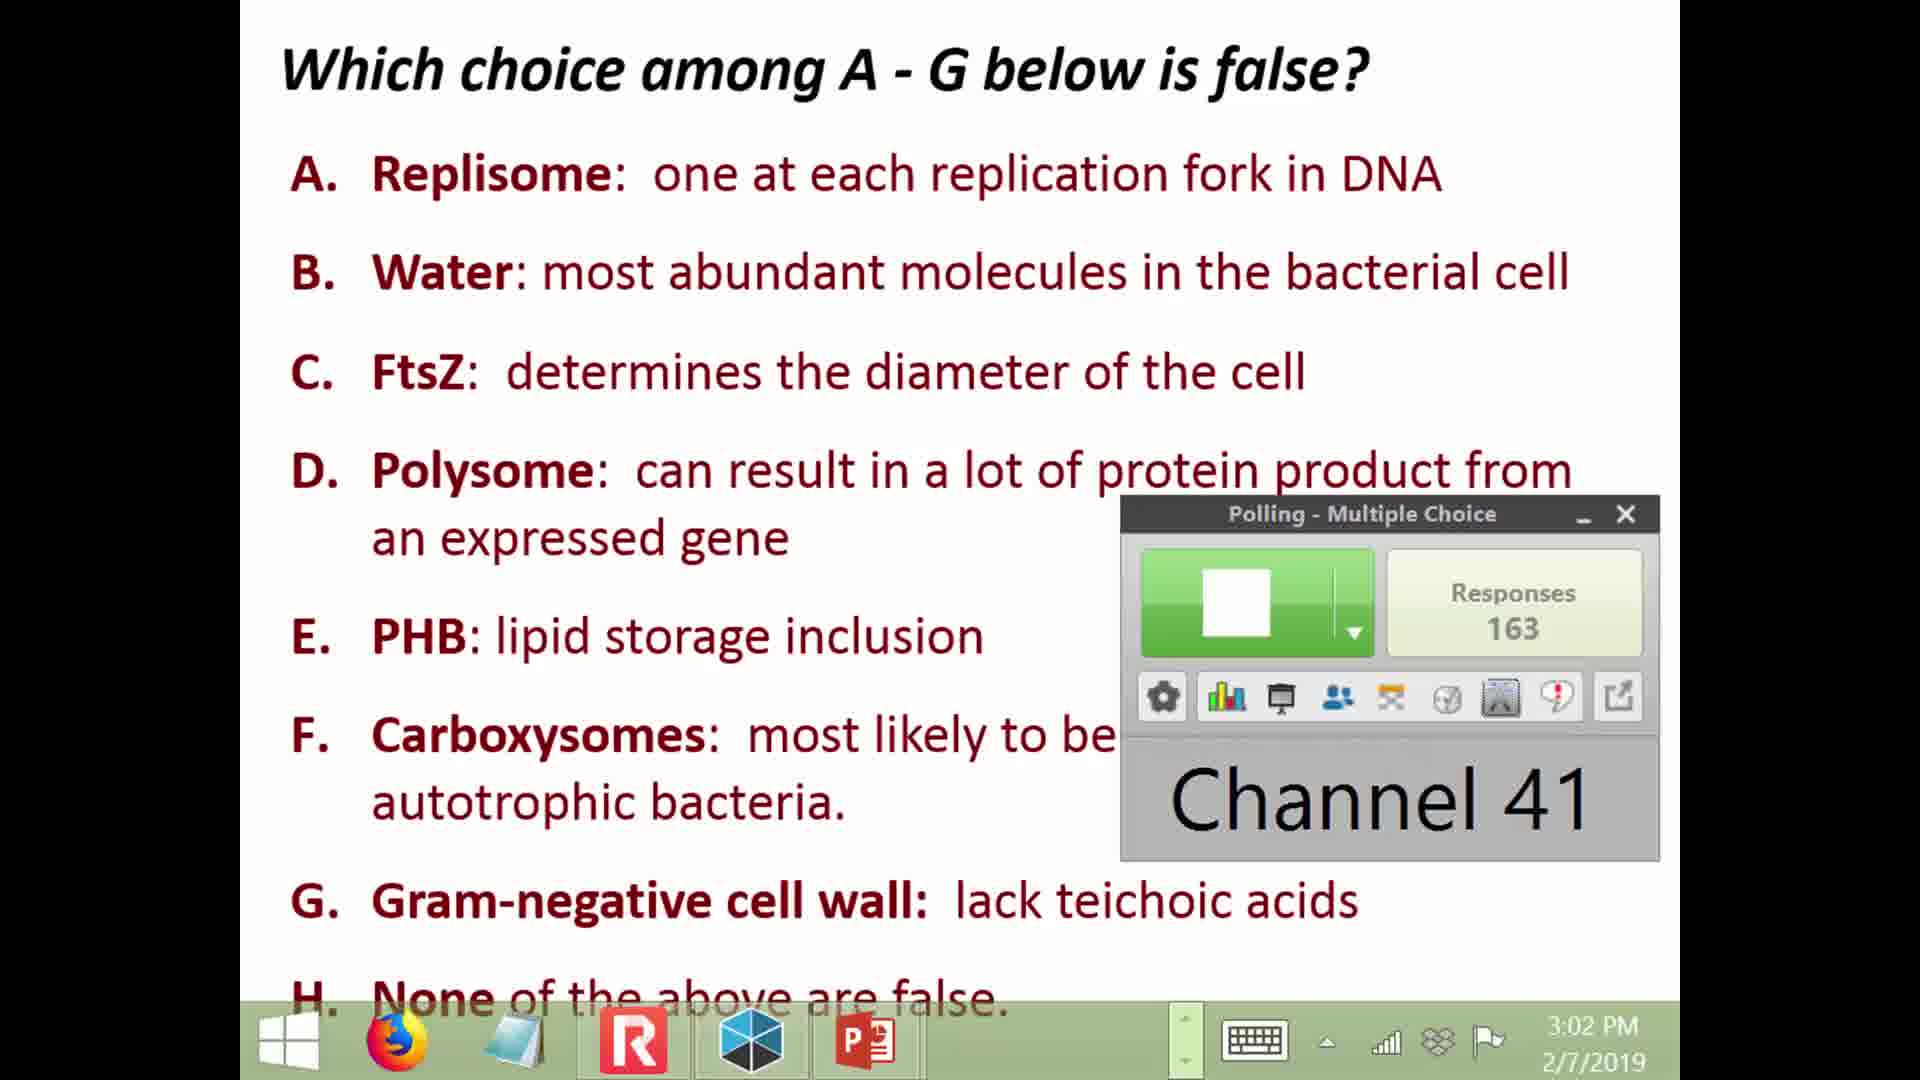 Which choice among A - G below is false?
A. Replisome: one at each replication fork in DNA
B. Water: most abundant molecules in the bacterial cell
C. FtsZ: determines the diameter of the cell
D. Polysome: can result in a lot of protein product from
an expressed gene
Polling - Multiple Choice
Responses
163
E. PHB: lipid storage inclusion
F. Carboxysomes: most likely to be
autotrophic bacteria.
Channel 41
G. Gram-negative cell wall: lack teichoic acids
H. None of the above are false.
3:02 PM
2/7/2019